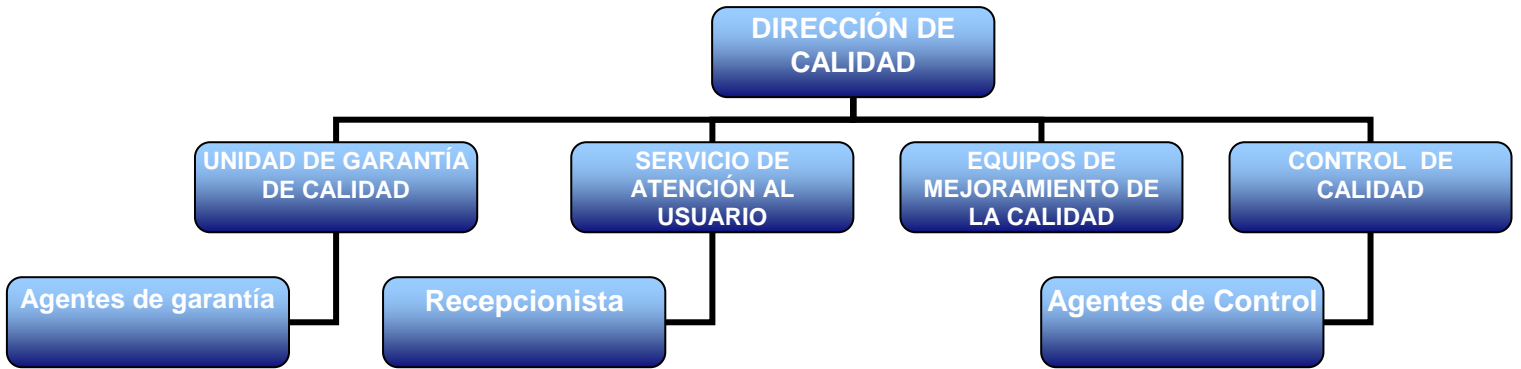 DIRECCIÓN DE
CALIDAD
UNIDAD DE GARANTÍA
DE CALIDAD
SERVICIO DE
ATENCIÓN AL
USUARIO
EQUIPOS DE
MEJORAMIENTO DE
LA CALIDAD
CONTROL DE
CALIDAD
Agentes de garantía
Recepcionista
Agentes de Control